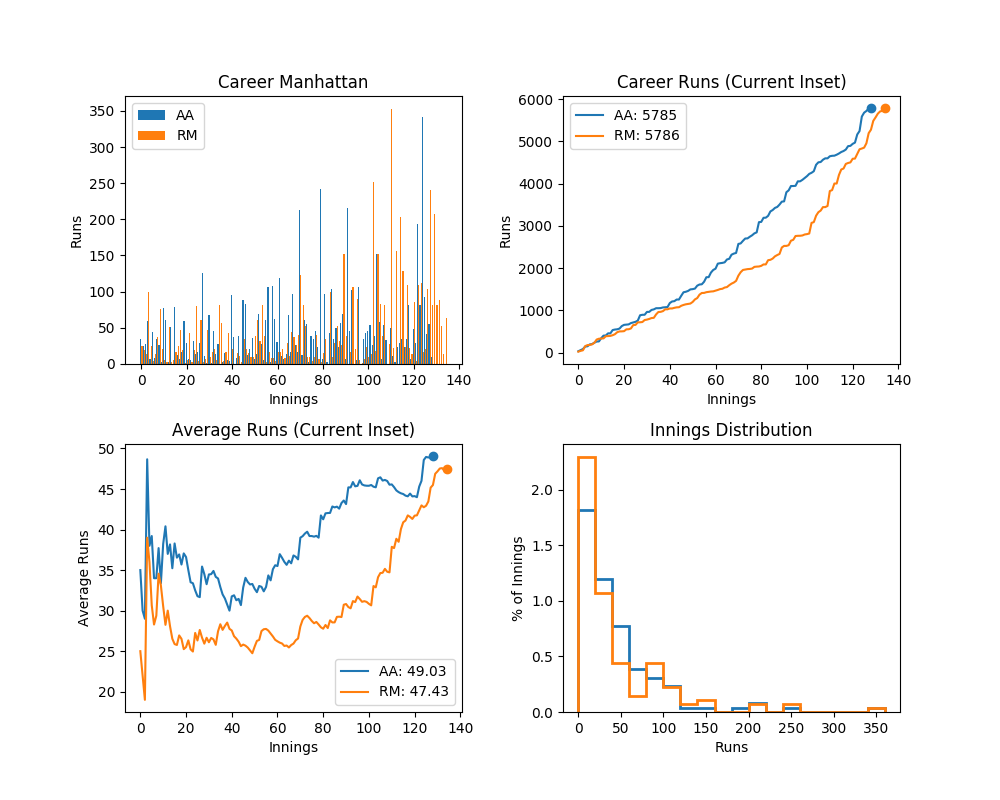 Career Manhattan
Runs
350
300
250
200
150
100
50
0
AA
RM
0 20 40 60 80 100 120 140
Innings
Career Runs (Current Inset)
Runs
6000
5000
4000
3000
2000
1000
0
AA: 5785
RM: 5786
0 20 40 60 80 100 120 140
Innings
Average Runs (Current Inset)
Average Runs
50
45
40
35
30
25
20
AA: 49.03
RM: 47.43
0 20 40 60 80 100 120 140
Innings
Innings Distribution
% of Innings
2.0
1.5
1.0
0.5
0.0
0 50 100 150 200 250 300 350
Runs